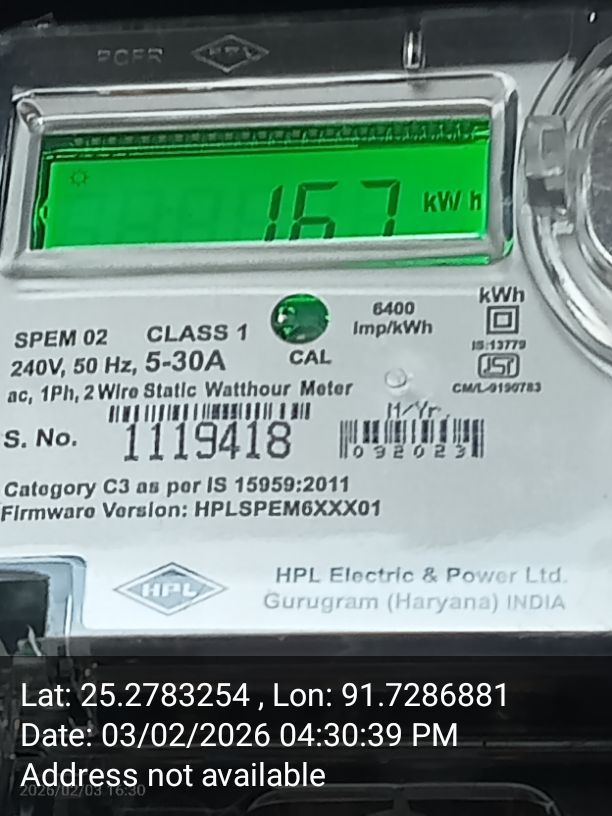 HPL
167 kWh
SPEM 02 CLASS 1
240V, 50 Hz, 5-30A
ac, 1Ph, 2 Wire Static Watthour Meter
CAL
6400
Imp/kWh
kWh
IS:13779
ISI
CM/L-9190783
S. No. 1119418
M/Yr.
092023
Category C3 as per IS 15959:2011
Firmware Version: HPLSPEM6XXX01
HPL
HPL Electric & Power Ltd.
Gurugram (Haryana) INDIA
Lat: 25.2783254 , Lon: 91.7286881
Date: 03/02/2026 04:30:39 PM
Address not available
2026/02/03 16:30